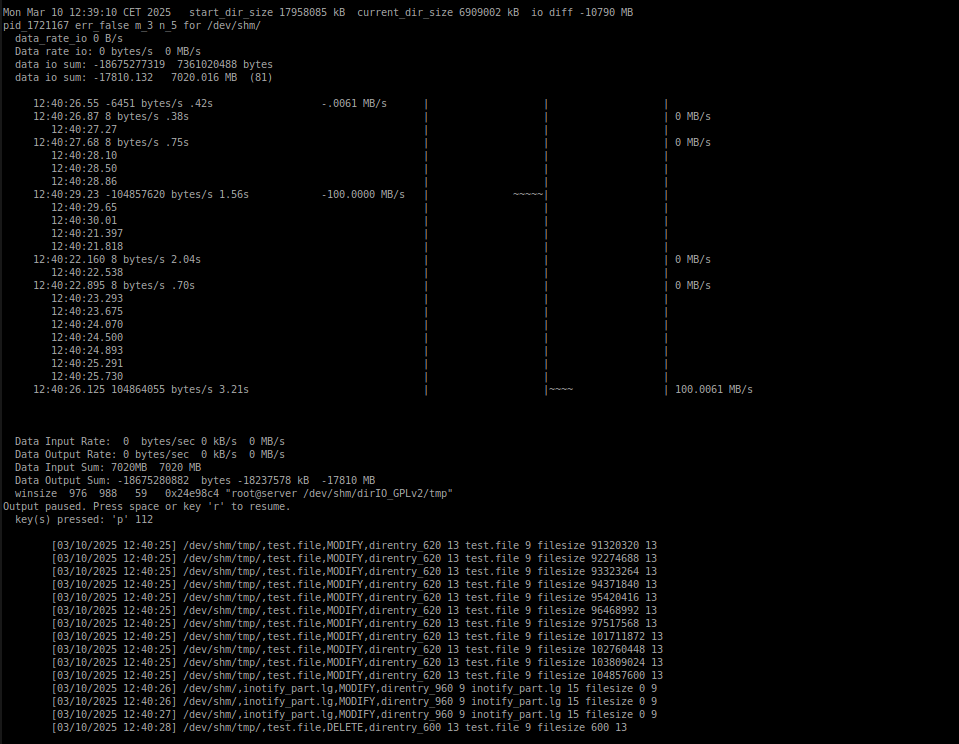 Mon Mar 10 12:39:10 CET 2025   start_dir_size 17958085 kB  current_dir_size 6909002 kB  io diff -10790 MB
pid_1721167 err_false m_3 n_5 for /dev/shm/
  data_rate_io 0 B/s
  Data rate io: 0 bytes/s  0 MB/s
  data io sum: -18675277319  7361020488 bytes
  data io sum: -17810.132   7020.016 MB  (81)
     12:40:26.55 -6451 bytes/s .42s                  -.0061 MB/s      |                   |                   |
     12:40:26.87 8 bytes/s .38s                                       |                   |                   | 0 MB/s
        12:40:27.27                                                   |                   |                   |
     12:40:27.68 8 bytes/s .75s                                       |                   |                   | 0 MB/s
        12:40:28.10                                                   |                   |                   |
        12:40:28.50                                                   |                   |                   |
        12:40:28.86                                                   |                   |                   |
     12:40:29.23 -104857620 bytes/s 1.56s            -100.0000 MB/s   |              ~~~~~|                   |
        12:40:29.65                                                   |                   |                   |
        12:40:30.01                                                   |                   |                   |
        12:40:21.397                                                  |                   |                   |
        12:40:21.818                                                  |                   |                   |
     12:40:22.160 8 bytes/s 2.04s                                     |                   |                   | 0 MB/s
        12:40:22.538                                                  |                   |                   |
     12:40:22.895 8 bytes/s .70s                                      |                   |                   | 0 MB/s
        12:40:23.293                                                  |                   |                   |
        12:40:23.675                                                  |                   |                   |
        12:40:24.070                                                  |                   |                   |
        12:40:24.500                                                  |                   |                   |
        12:40:24.893                                                  |                   |                   |
        12:40:25.291                                                  |                   |                   |
        12:40:25.730                                                  |                   |                   |
     12:40:26.125 104864055 bytes/s 3.21s                             |                   |~~~~               | 100.0061 MB/s
  Data Input Rate:  0  bytes/sec 0 kB/s  0 MB/s
  Data Output Rate: 0 bytes/sec  0 kB/s  0 MB/s
  Data Input Sum: 7020MB  7020 MB
  Data Output Sum: -18675280882  bytes -18237578 kB  -17810 MB
  winsize  976  988   59   0x24e98c4 "root@server /dev/shm/dirIO_GPLv2/tmp"
Output paused. Press space or key 'r' to resume.
  key(s) pressed: 'p' 112
        [03/10/2025 12:40:25] /dev/shm/tmp/,test.file,MODIFY,direntry_620 13 test.file 9 filesize 91320320 13
        [03/10/2025 12:40:25] /dev/shm/tmp/,test.file,MODIFY,direntry_620 13 test.file 9 filesize 92274688 13
        [03/10/2025 12:40:25] /dev/shm/tmp/,test.file,MODIFY,direntry_620 13 test.file 9 filesize 93323264 13
        [03/10/2025 12:40:25] /dev/shm/tmp/,test.file,MODIFY,direntry_620 13 test.file 9 filesize 94371840 13
        [03/10/2025 12:40:25] /dev/shm/tmp/,test.file,MODIFY,direntry_620 13 test.file 9 filesize 95420416 13
        [03/10/2025 12:40:25] /dev/shm/tmp/,test.file,MODIFY,direntry_620 13 test.file 9 filesize 96468992 13
        [03/10/2025 12:40:25] /dev/shm/tmp/,test.file,MODIFY,direntry_620 13 test.file 9 filesize 97517568 13
        [03/10/2025 12:40:25] /dev/shm/tmp/,test.file,MODIFY,direntry_620 13 test.file 9 filesize 101711872 13
        [03/10/2025 12:40:25] /dev/shm/tmp/,test.file,MODIFY,direntry_620 13 test.file 9 filesize 102760448 13
        [03/10/2025 12:40:25] /dev/shm/tmp/,test.file,MODIFY,direntry_620 13 test.file 9 filesize 103809024 13
        [03/10/2025 12:40:25] /dev/shm/tmp/,test.file,MODIFY,direntry_620 13 test.file 9 filesize 104857600 13
        [03/10/2025 12:40:26] /dev/shm/,inotify_part.lg,MODIFY,direntry_960 9 inotify_part.lg 15 filesize 0 9
        [03/10/2025 12:40:26] /dev/shm/,inotify_part.lg,MODIFY,direntry_960 9 inotify_part.lg 15 filesize 0 9
        [03/10/2025 12:40:27] /dev/shm/,inotify_part.lg,MODIFY,direntry_960 9 inotify_part.lg 15 filesize 0 9
        [03/10/2025 12:40:28] /dev/shm/tmp/,test.file,DELETE,direntry_600 13 test.file 9 filesize 600 13